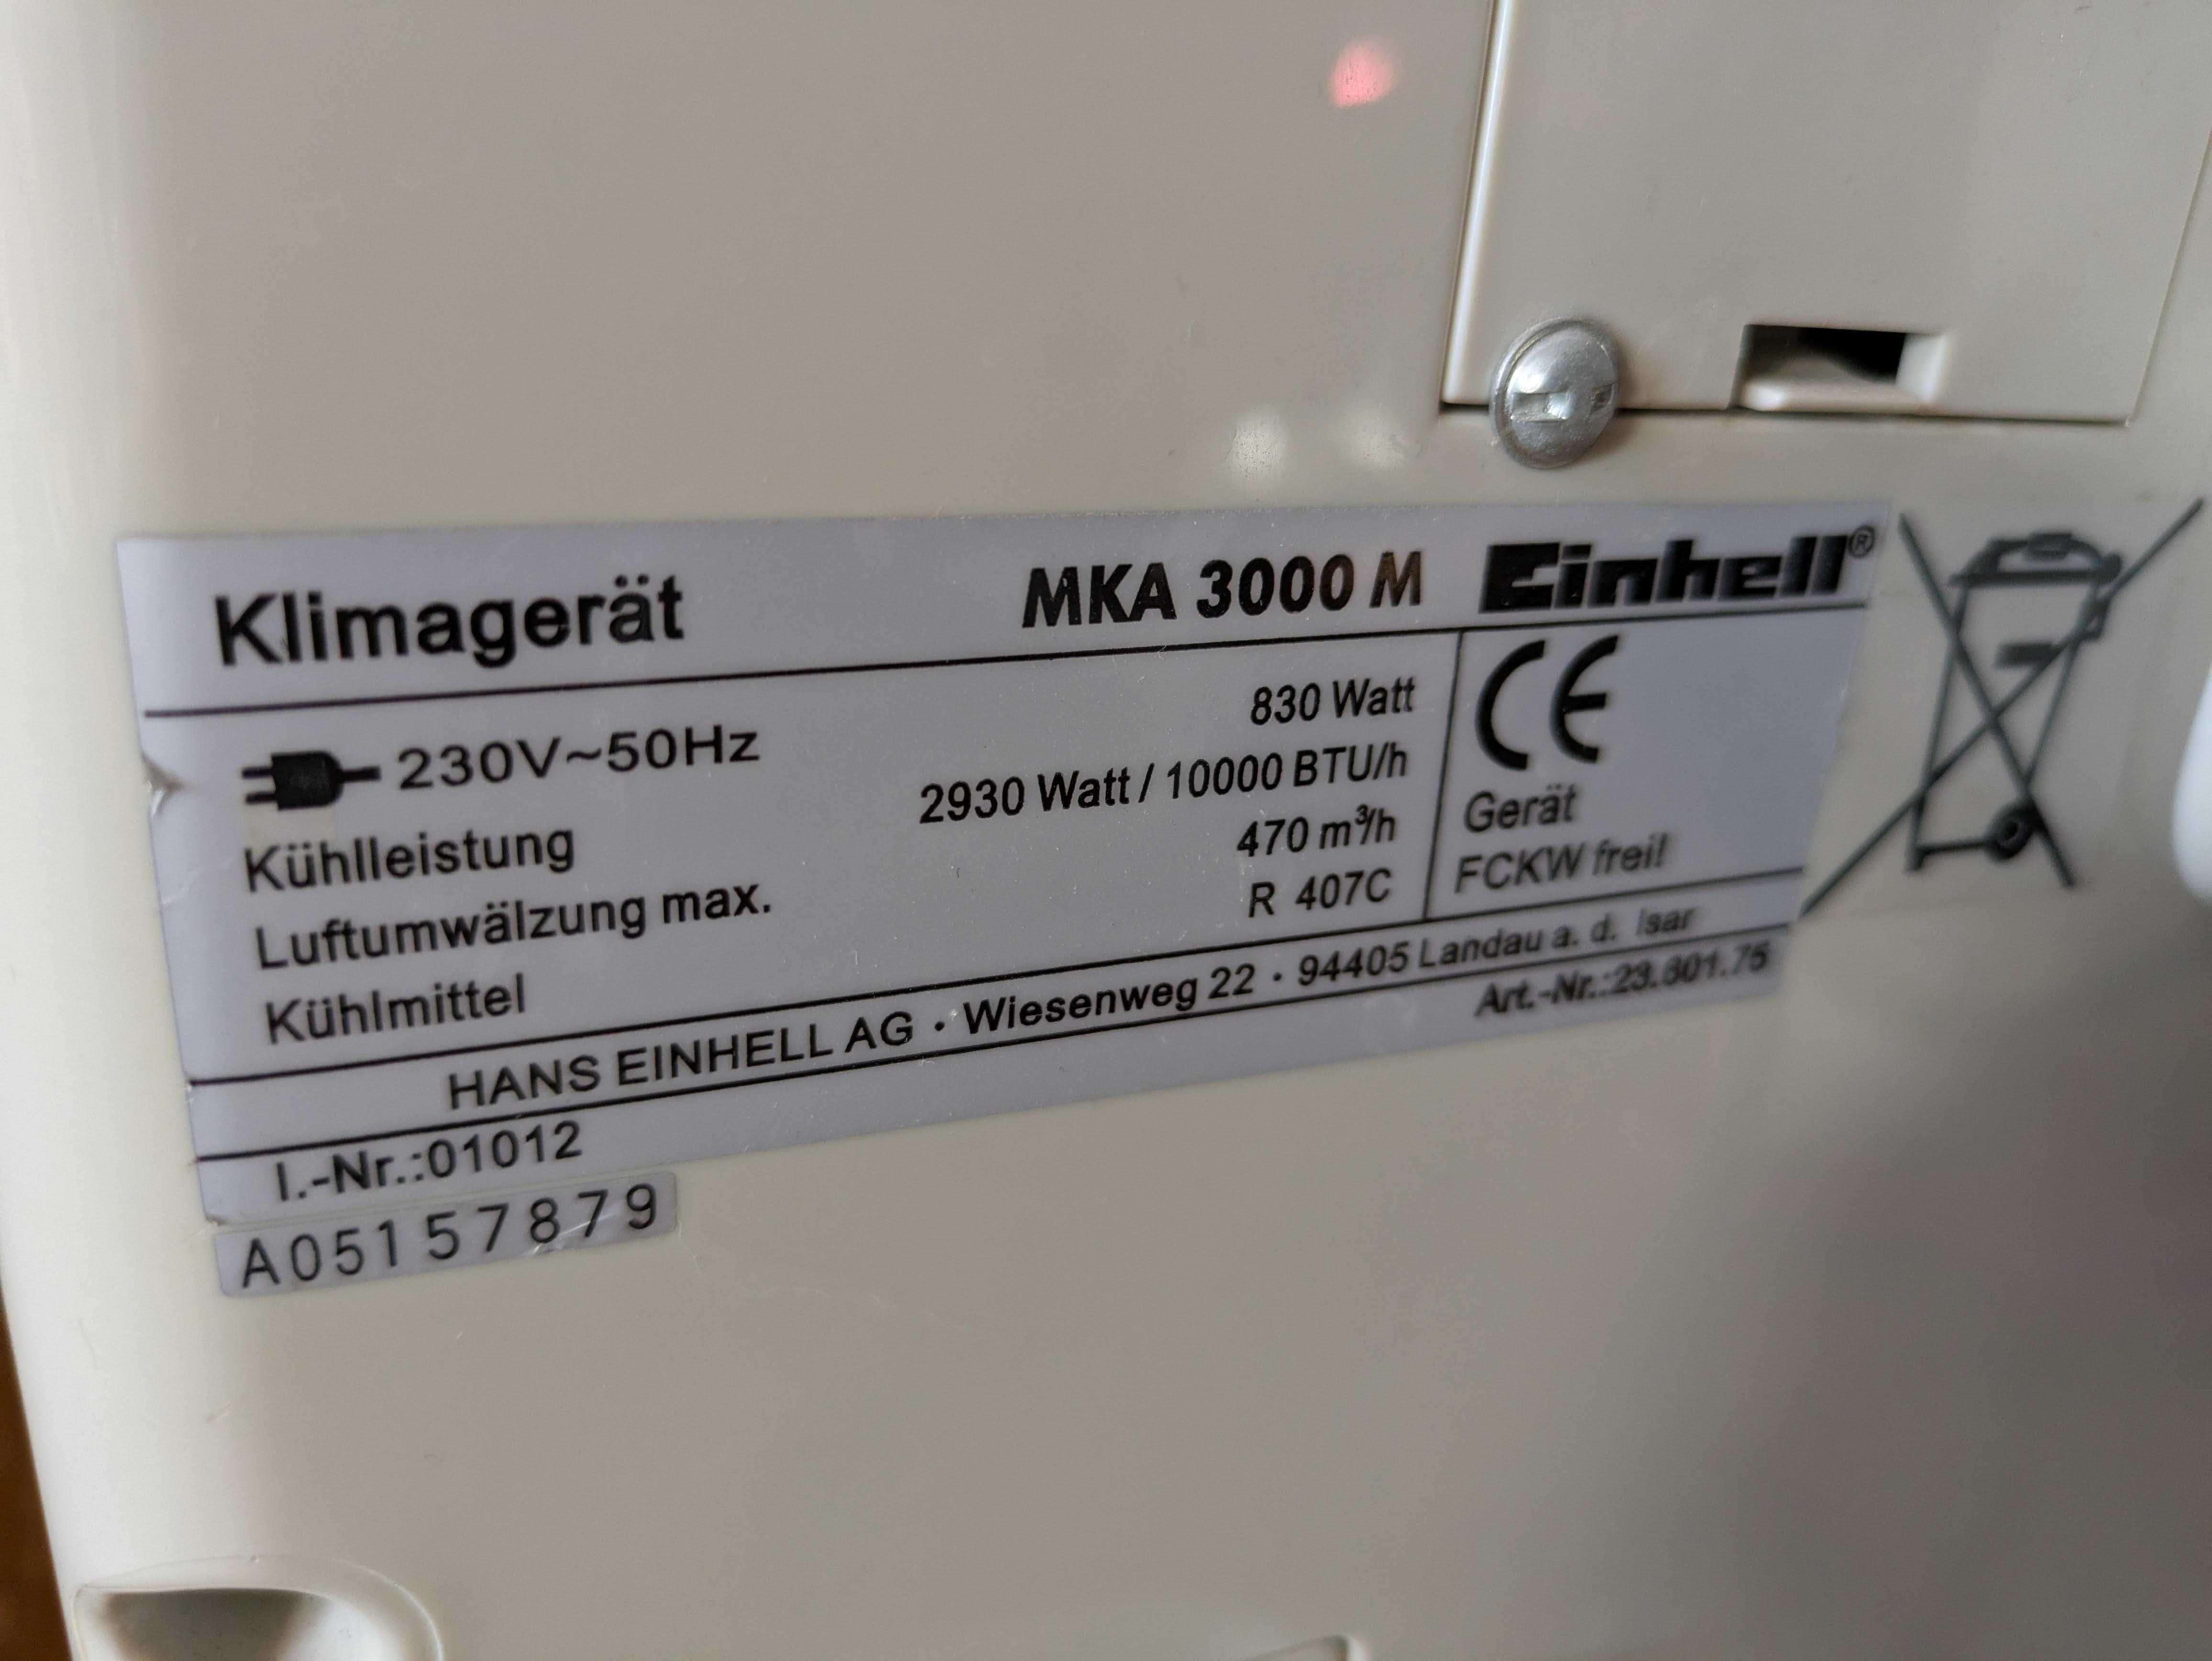 Klimagerät MKA 3000 M Einhell®
230V~50Hz 830 Watt
Kühlleistung 2930 Watt / 10000 BTU/h
Luftumwälzung max. 470 m³/h
Kühlmittel R 407C
CE
Gerät
FCKW frei!
HANS EINHELL AG · Wiesenweg 22 · 94405 Landau a. d. Isar
Art.-Nr.:23.601.75
I.-Nr.:01012
A05157879